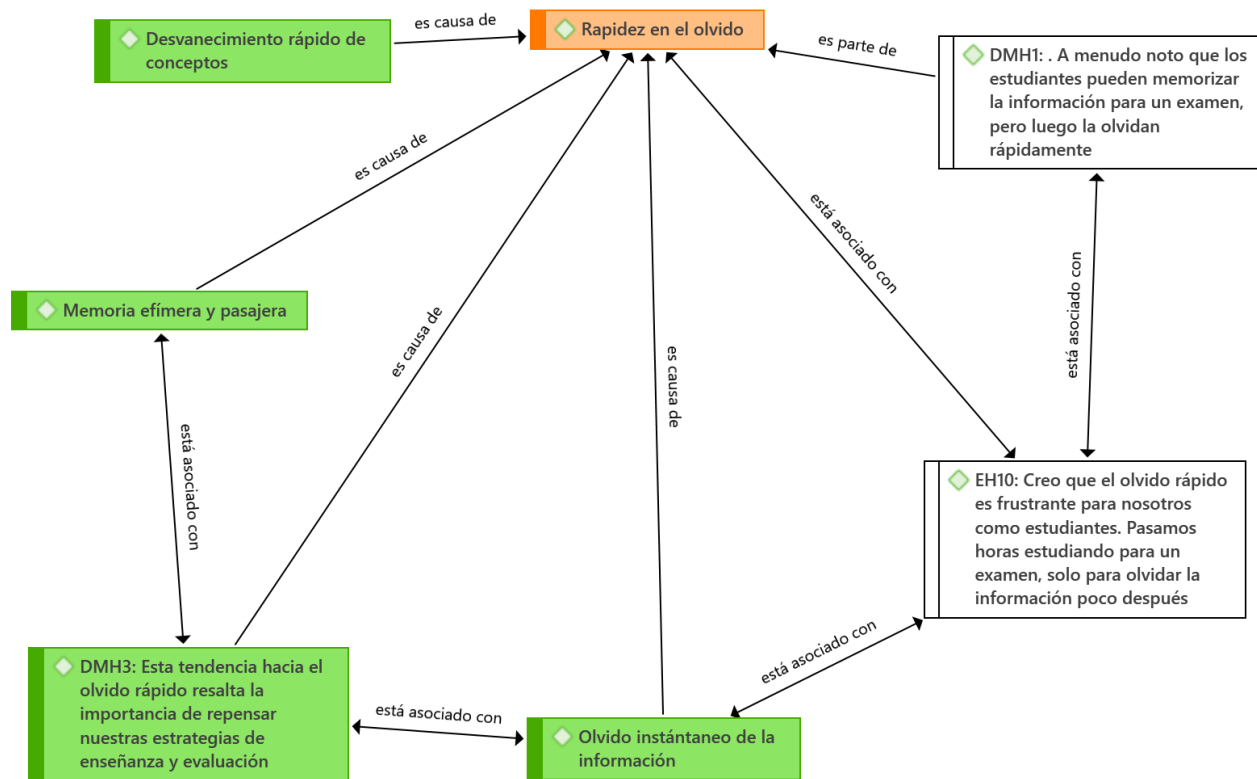 es causa de
Desvanecimiento rápido de
conceptos
Rapidez en el olvido
es parte de
DMH1: . A menudo noto que los
estudiantes pueden memorizar
la información para un examen,
pero luego la olvidan
rápidamente
es causa de
está asociado con
está asociado con
Memoria efímera y pasajera
es causa de
es causa de
está asociado con
EH10: Creo que el olvido rápido
es frustrante para nosotros
como estudiantes. Pasamos
horas estudiando para un
examen, solo para olvidar la
información poco después
está asociado con
DMH3: Esta tendencia hacia el
olvido rápido resalta la
importancia de repensar
nuestras estrategias de
enseñanza y evaluación
está asociado con
Olvido instántaneo de la
información